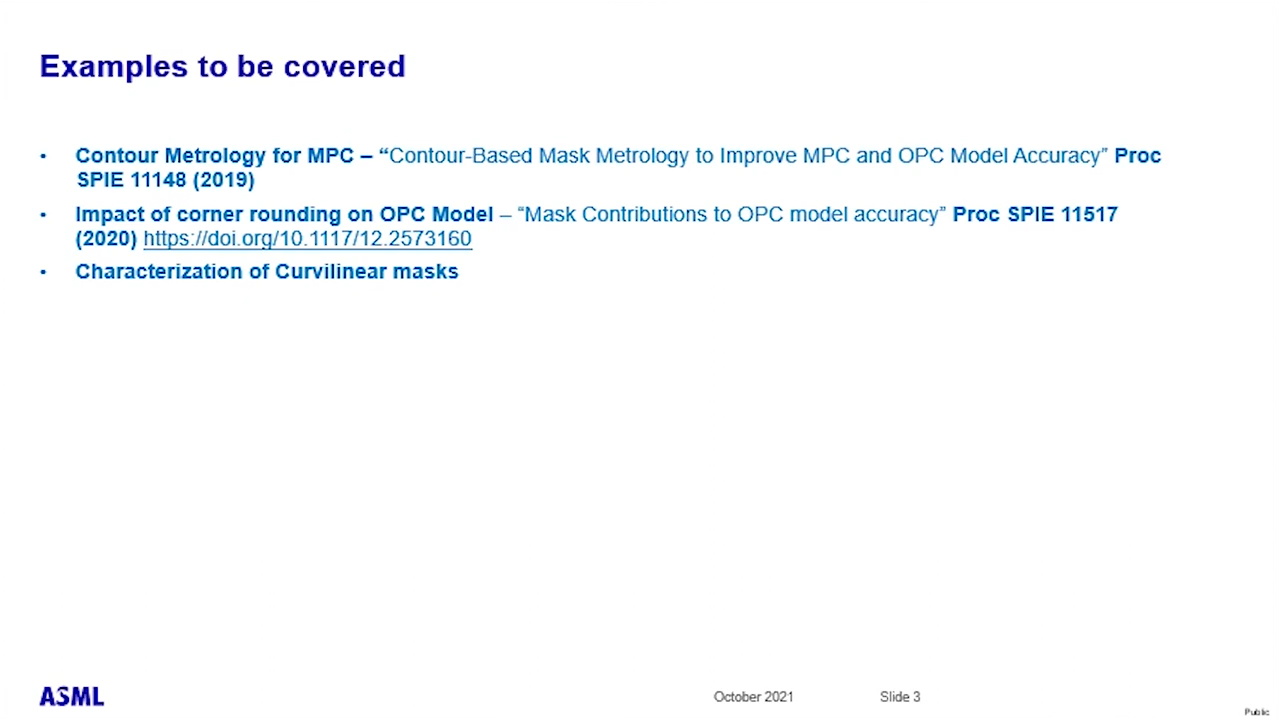 Examples to be covered
• Contour Metrology for MPC – “Contour-Based Mask Metrology to Improve MPC and OPC Model Accuracy” Proc
SPIE 11148 (2019)
• Impact of corner rounding on OPC Model – “Mask Contributions to OPC model accuracy” Proc SPIE 11517
(2020) https://doi.org/10.1117/12.2573160
• Characterization of Curvilinear masks
ASML
October 2021
Slide 3
Public